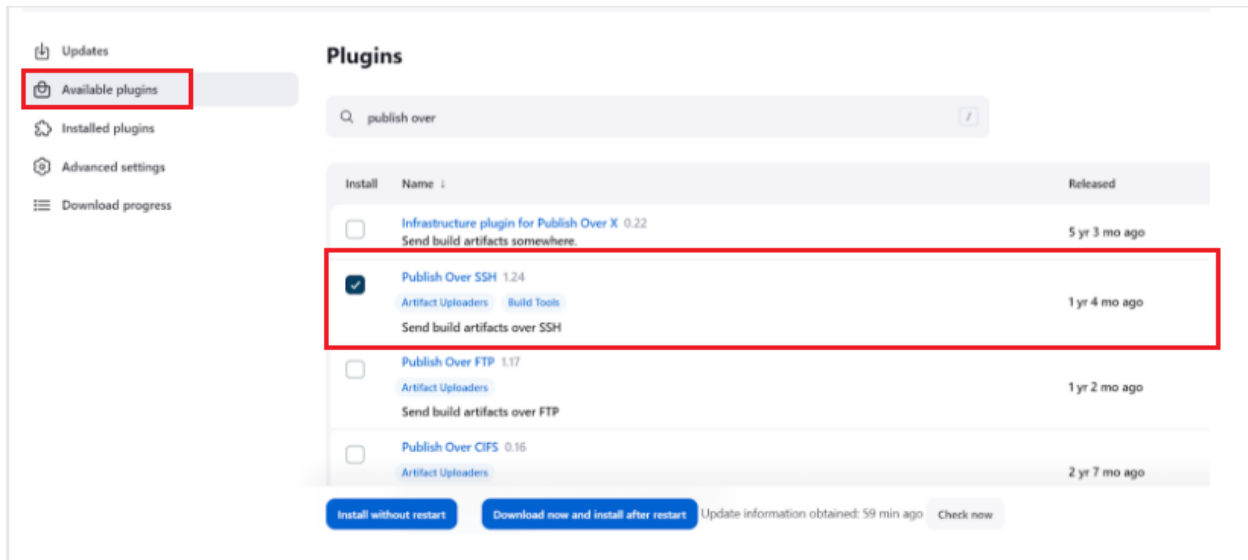 Updates
Available plugins
Installed plugins
Advanced settings
Download progress
Plugins
publish over /
Install Name ↓ Released
Infrastructure plugin for Publish Over X 0.22
Send build artifacts somewhere.
5 yr 3 mo ago
Publish Over SSH 1.24
Artifact Uploaders Build Tools
Send build artifacts over SSH
1 yr 4 mo ago
Publish Over FTP 1.17
Artifact Uploaders
Send build artifacts over FTP
1 yr 2 mo ago
Publish Over CIFS 0.16
Artifact Uploaders
2 yr 7 mo ago
Install without restart Download now and install after restart Update information obtained: 59 min ago Check now